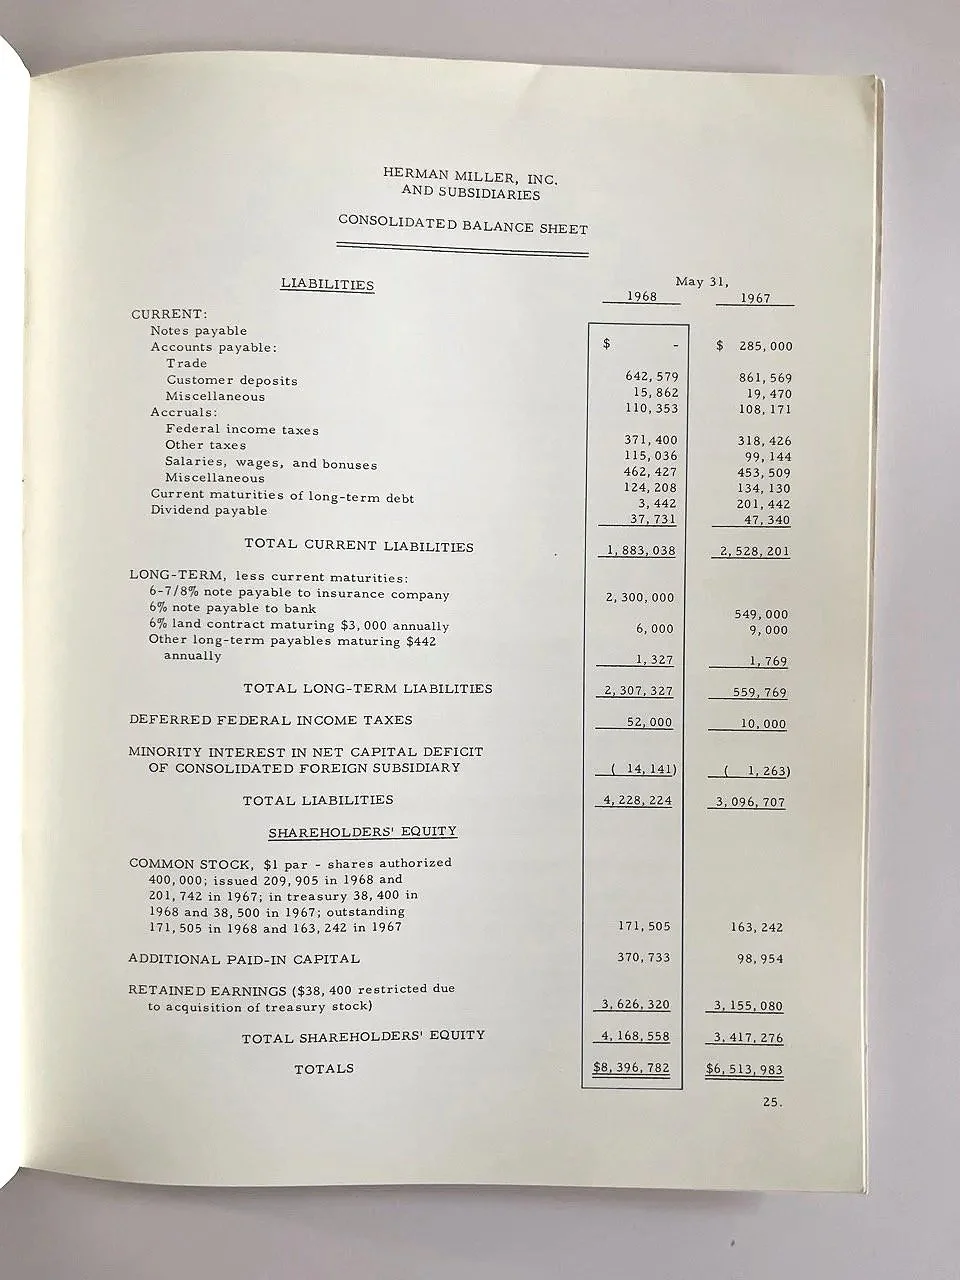 HERMAN MILLER, INC.
AND SUBSIDIARIES
CONSOLIDATED BALANCE SHEET
LIABILITIES May 31,
1968 1967
CURRENT:
Notes payable $ - $ 285,000
Accounts payable:
Trade 642,579 861,569
Customer deposits 15,862 19,470
Miscellaneous 110,353 108,171
Accruals:
Federal income taxes 371,400 318,426
Other taxes 115,036 99,144
Salaries, wages, and bonuses 462,427 453,509
Miscellaneous 124,208 134,130
Current maturities of long-term debt 3,442 201,442
Dividend payable 37,731 47,340
TOTAL CURRENT LIABILITIES 1,883,038 2,528,201
LONG-TERM, less current maturities:
6-7/8% note payable to insurance company 2,300,000
6% note payable to bank 549,000
6% land contract maturing $3,000 annually 6,000 9,000
Other long-term payables maturing $442
annually 1,327 1,769
TOTAL LONG-TERM LIABILITIES 2,307,327 559,769
DEFERRED FEDERAL INCOME TAXES 52,000 10,000
MINORITY INTEREST IN NET CAPITAL DEFICIT
OF CONSOLIDATED FOREIGN SUBSIDIARY ( 14,141) ( 1,263)
TOTAL LIABILITIES 4,228,224 3,096,707
SHAREHOLDERS' EQUITY
COMMON STOCK, $1 par - shares authorized
400,000; issued 209,905 in 1968 and
201,742 in 1967; in treasury 38,400 in
1968 and 38,500 in 1967; outstanding
171,505 in 1968 and 163,242 in 1967 171,505 163,242
ADDITIONAL PAID-IN CAPITAL 370,733 98,954
RETAINED EARNINGS ($38,400 restricted due
to acquisition of treasury stock) 3,626,320 3,155,080
TOTAL SHAREHOLDERS' EQUITY 4,168,558 3,417,276
TOTALS $8,396,782 $6,513,983
25.